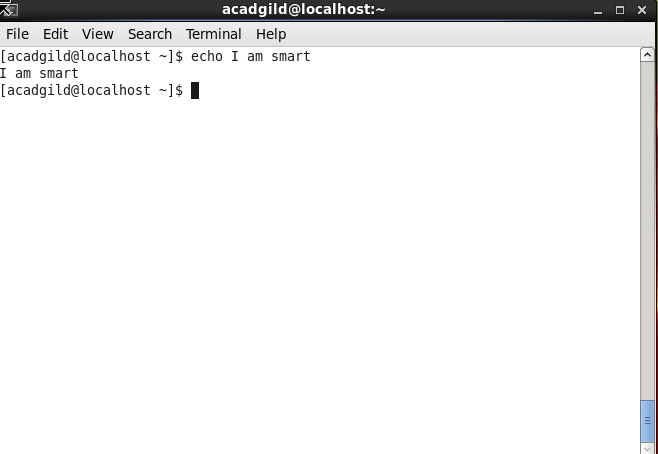 acadgild@localhost:~
File Edit View Search Terminal Help
[acadgild@localhost ~]$ echo I am smart
I am smart
[acadgild@localhost ~]$